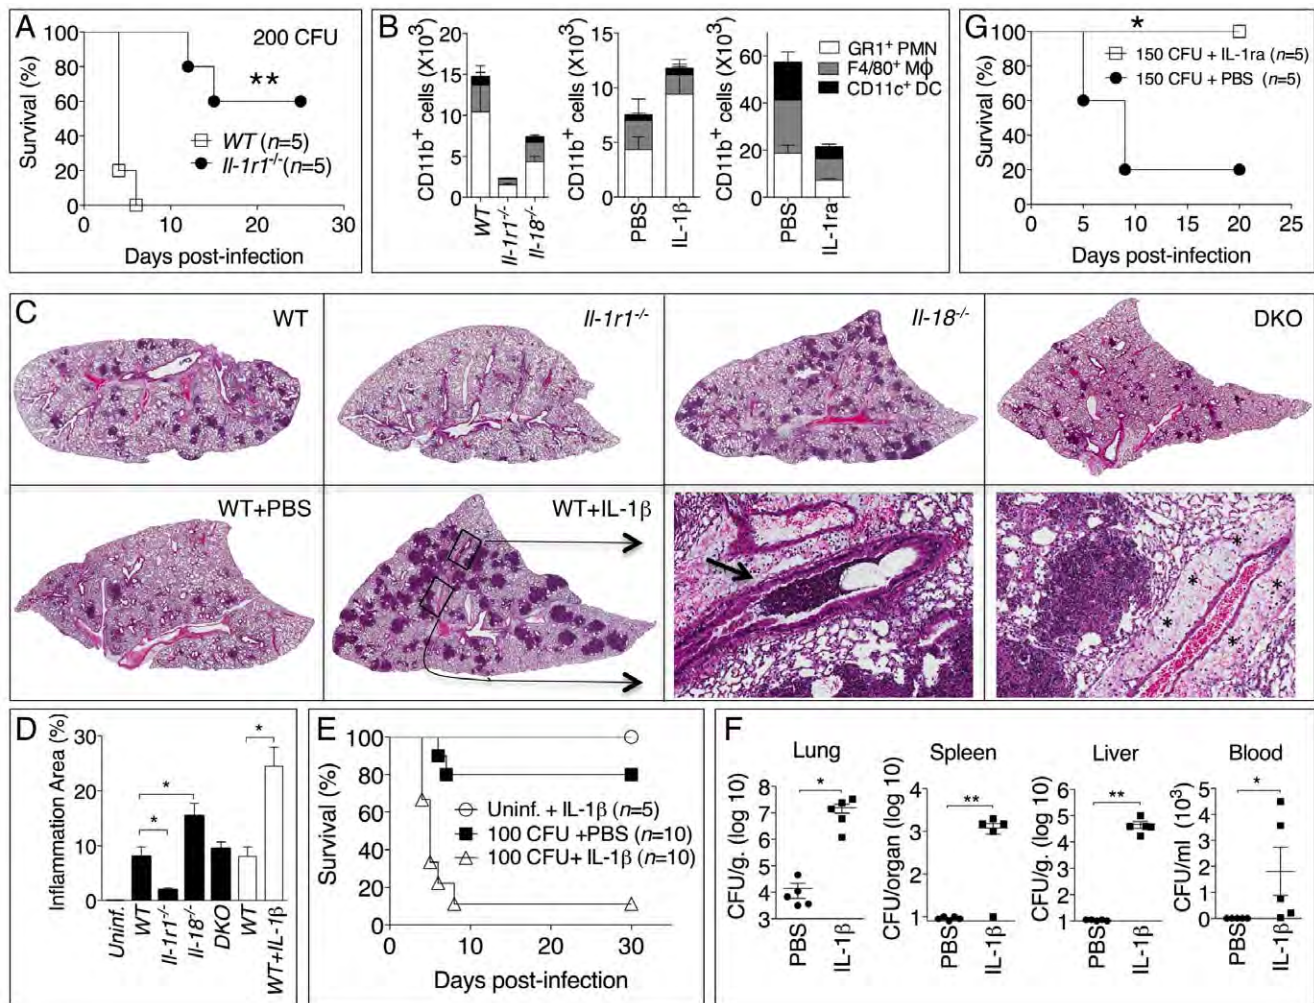 A
200 CFU
Survival (%)
100
80
60
40
20
0
**
WT (n=5)
Il-1r1-/- (n=5)
0 10 20 30
Days post-infection
B
CD11b+ cells (X10³)
20
15
10
5
0
WT
Il-1r1-/-
Il-18-/-
CD11b+ cells (X10³)
15
10
5
0
PBS
IL-1β
CD11b+ cells (X10³)
60
40
20
0
PBS
IL-1ra
GR1+ PMN
F4/80+ Mϕ
CD11c+ DC
G
Survival (%)
100
80
60
40
20
0
*
150 CFU + IL-1ra (n=5)
150 CFU + PBS (n=5)
0 5 10 15 20 25
Days post-infection
C
WT
Il-1r1-/-
Il-18-/-
DKO
WT+PBS
WT+IL-1β
* * * * *
D
Inflammation Area (%)
30
20
10
0
*
*
*
Uninf.
WT
Il-1r1-/-
Il-18-/-
DKO
WT
WT+IL-1β
E
Survival (%)
100
80
60
40
20
0
Uninf. + IL-1β (n=5)
100 CFU +PBS (n=10)
100 CFU+ IL-1β (n=10)
0 10 20 30
Days post-infection
F
Lung
CFU/g. (log 10)
7
6
5
4
3
*
PBS
IL-1β
Spleen
CFU/organ (log 10)
3
2
1
**
PBS
IL-1β
Liver
CFU/g. (log 10)
5
4
3
2
1
**
PBS
IL-1β
Blood
CFU/ml (10³)
5
4
3
2
1
0
*
PBS
IL-1β